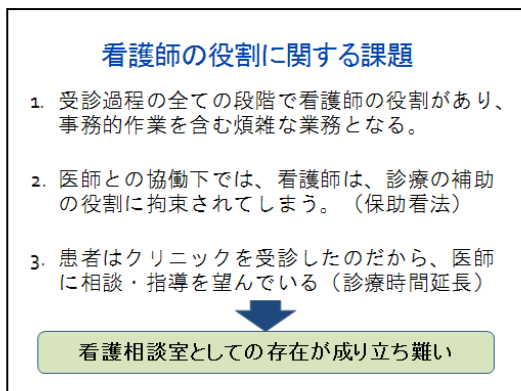 看護師の役割に関する課題
1. 受診過程の全ての段階で看護師の役割があり、
事務的作業を含む煩雑な業務となる。
2. 医師との協働下では、看護師は、診療の補助
の役割に拘束されてしまう。（保助看法）
3. 患者はクリニックを受診したのだから、医師
に相談・指導を望んでいる（診療時間延長）
看護相談室としての存在が成り立ち難い